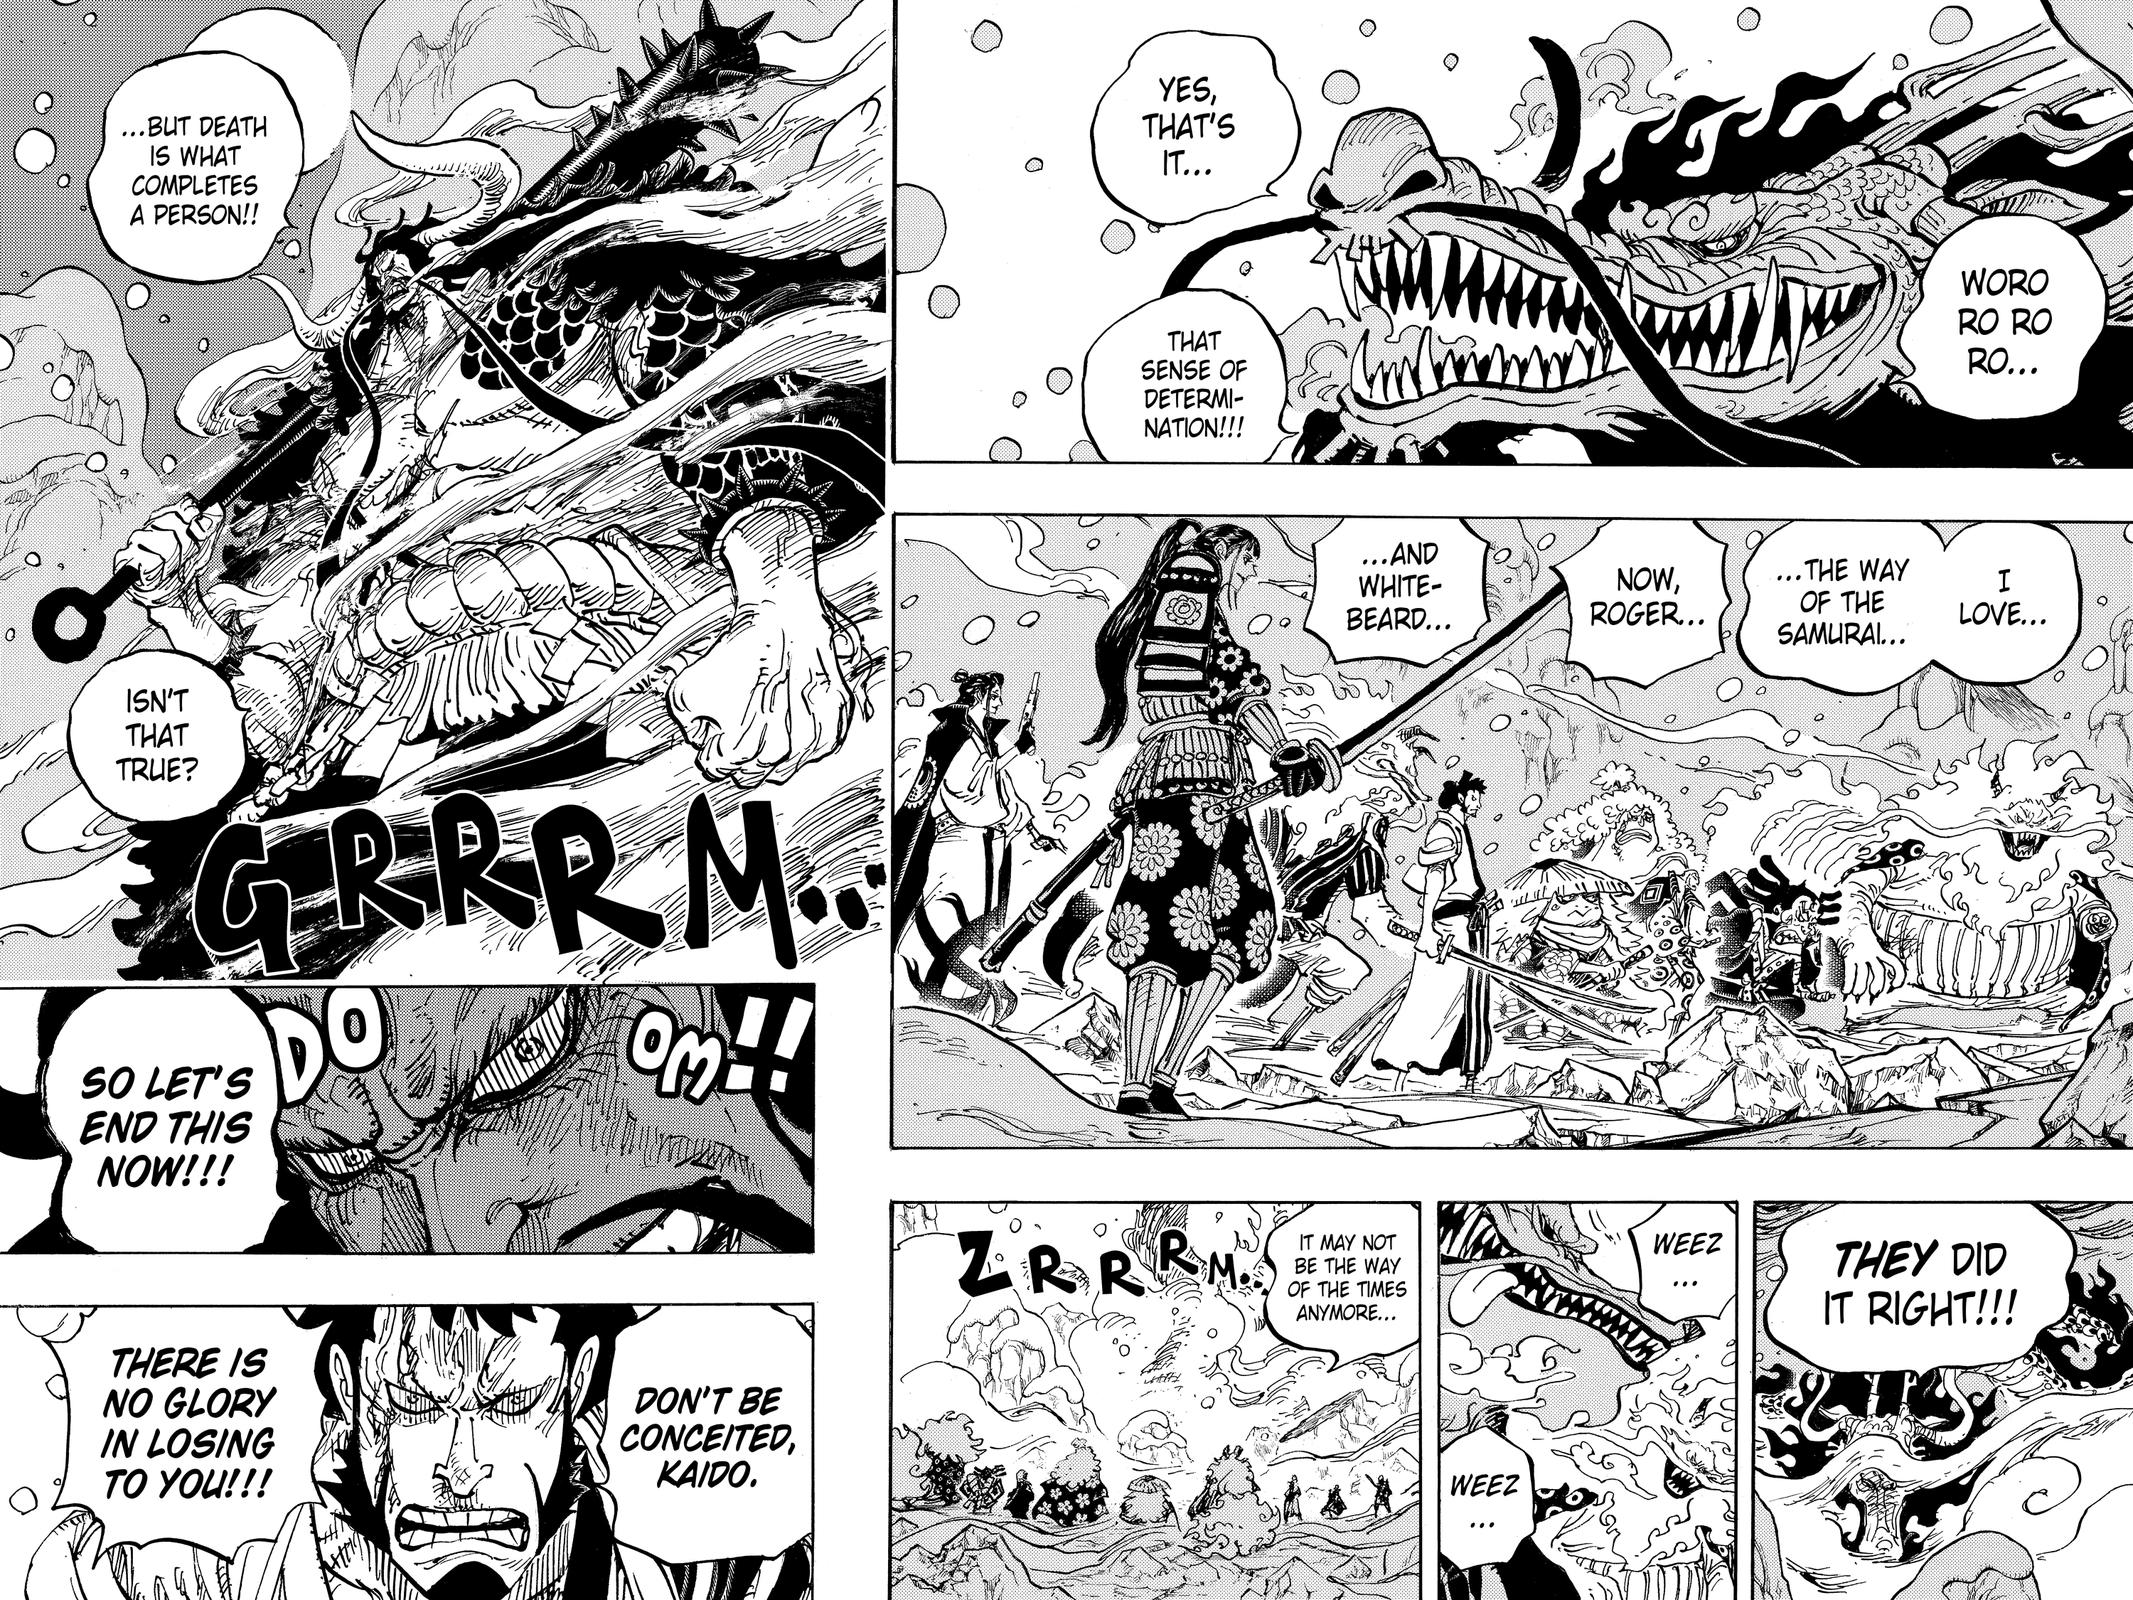 WORO
RO RO
RO...
YES,
THAT'S
IT...
THAT
SENSE OF
DETERMI-
NATION!!!
I
LOVE...
...THE WAY
OF THE
SAMURAI...
NOW,
ROGER...
...AND
WHITE-
BEARD...
THEY DID
IT RIGHT!!!
WEEZ
...
WEEZ
...
IT MAY NOT
BE THE WAY
OF THE TIMES
ANYMORE...
ZRRRM...
...BUT DEATH
IS WHAT
COMPLETES
A PERSON!!
ISN'T
THAT
TRUE?
GRRRM...
DOOM!!
SO LET'S
END THIS
NOW!!!
DON'T BE
CONCEITED,
KAIDO.
THERE IS
NO GLORY
IN LOSING
TO YOU!!!